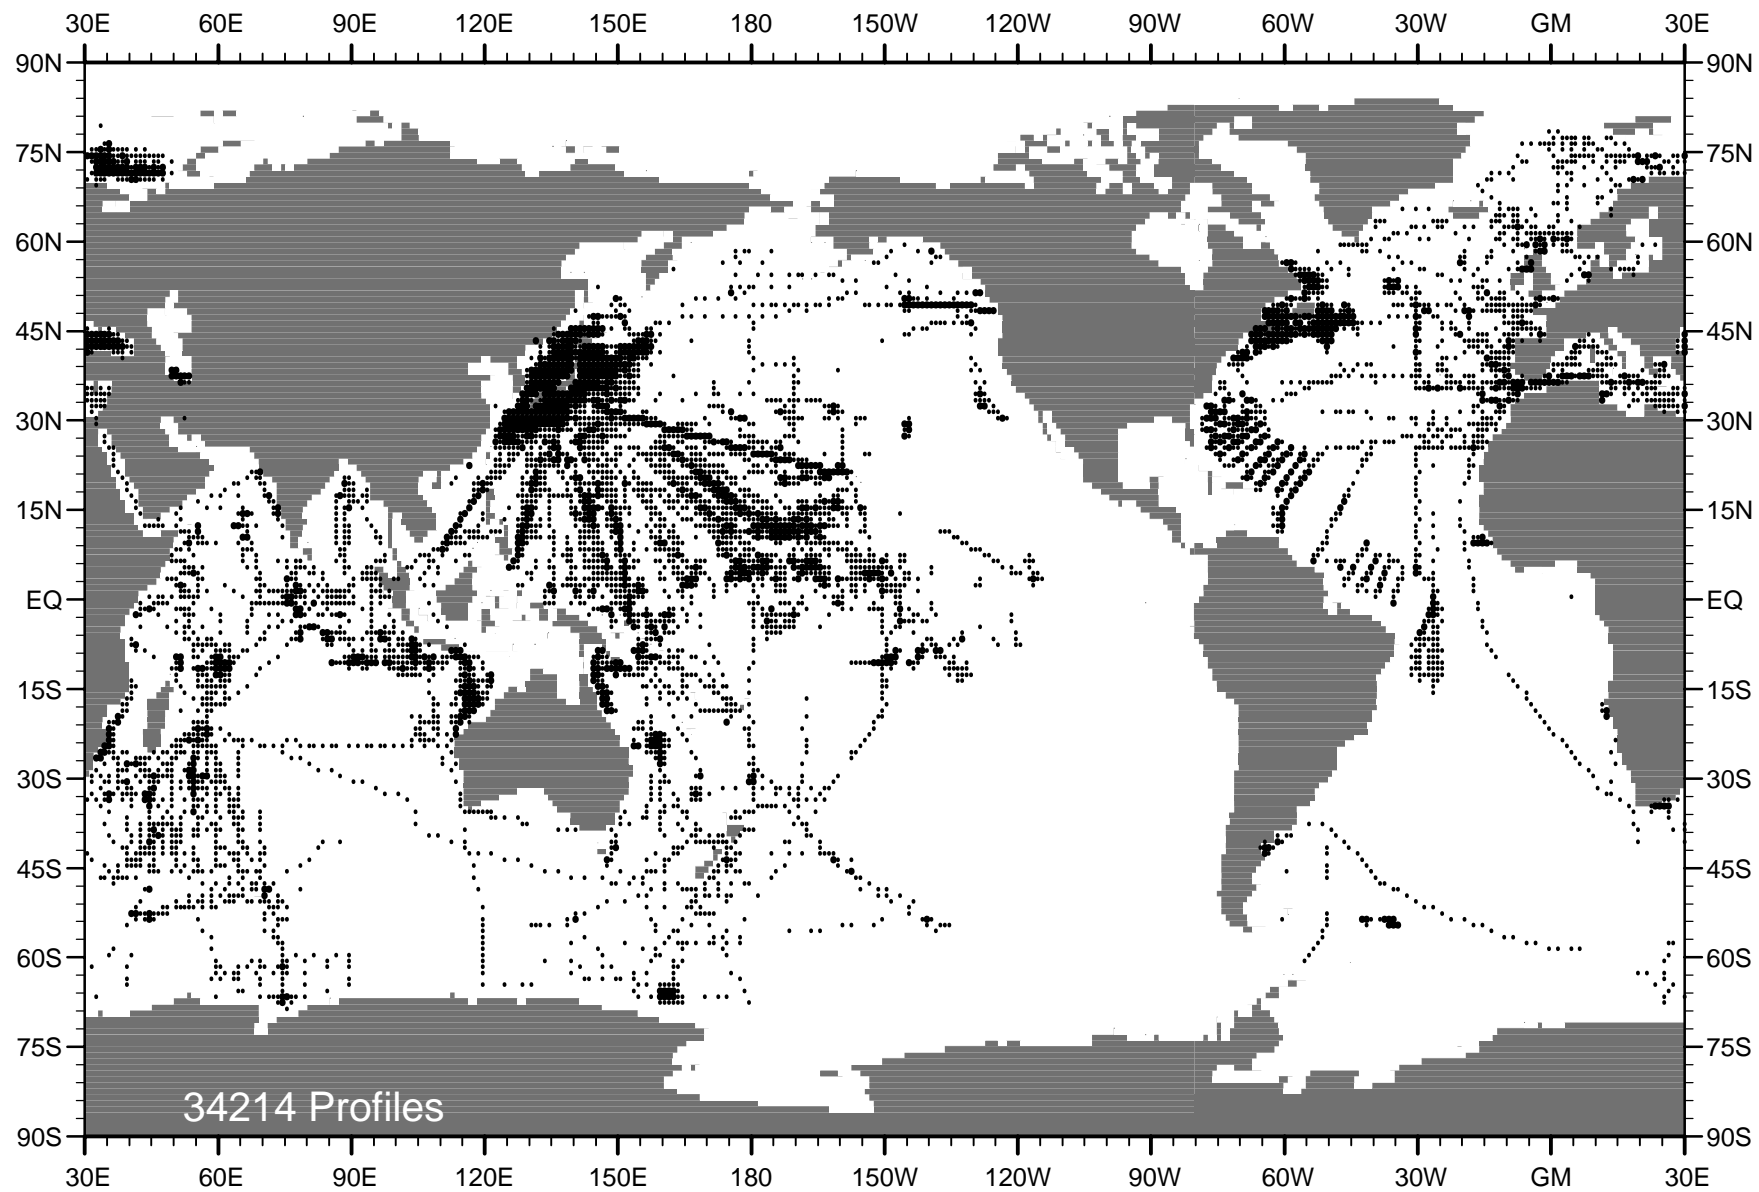 30E 60E 90E 120E 150E 180 150W 120W 90W 60W 30W GM 30E
90N 90N
75N 75N
60N 60N
45N 45N
30N 30N
15N 15N
EQ EQ
15S 15S
30S 30S
45S 45S
60S 60S
75S 75S
34214 Profiles
90S 90S
30E 60E 90E 120E 150E 180 150W 120W 90W 60W 30W GM 30E